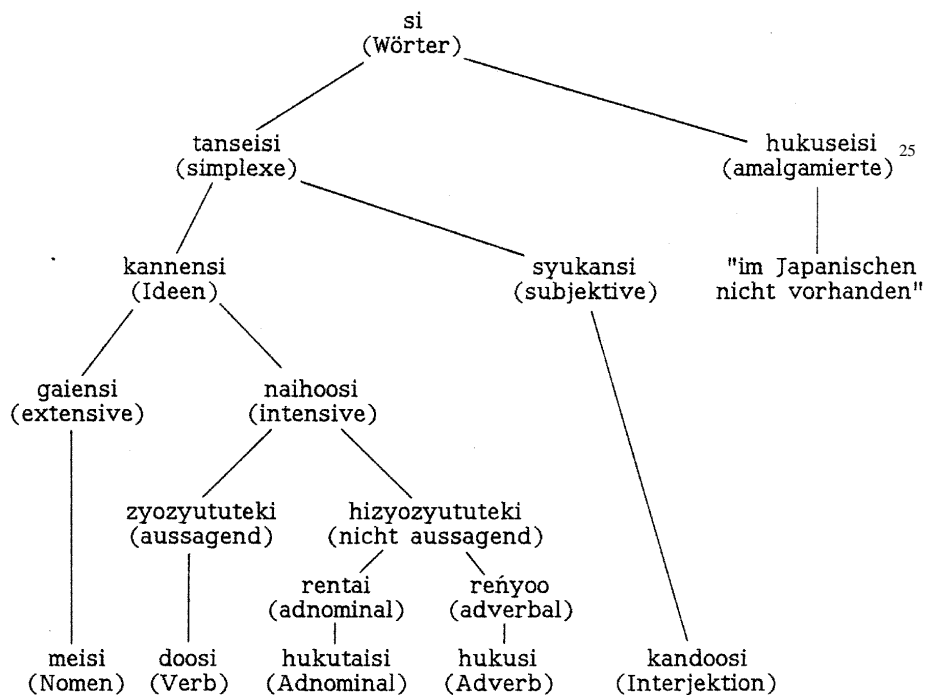 si
(Wörter)
tanseisi
(simplexe)
hukuseisi
(amalgamierte) 25
kannensi
(Ideen)
syukansi
(subjektive)
"im Japanischen
nicht vorhanden"
gaiensi
(extensive)
naihoosi
(intensive)
zyozyututeki
(aussagend)
hizyozyututeki
(nicht aussagend)
rentai
(adnominal)
reńyoo
(adverbal)
meisi
(Nomen)
doosi
(Verb)
hukutaisi
(Adnominal)
hukusi
(Adverb)
kandoosi
(Interjektion)